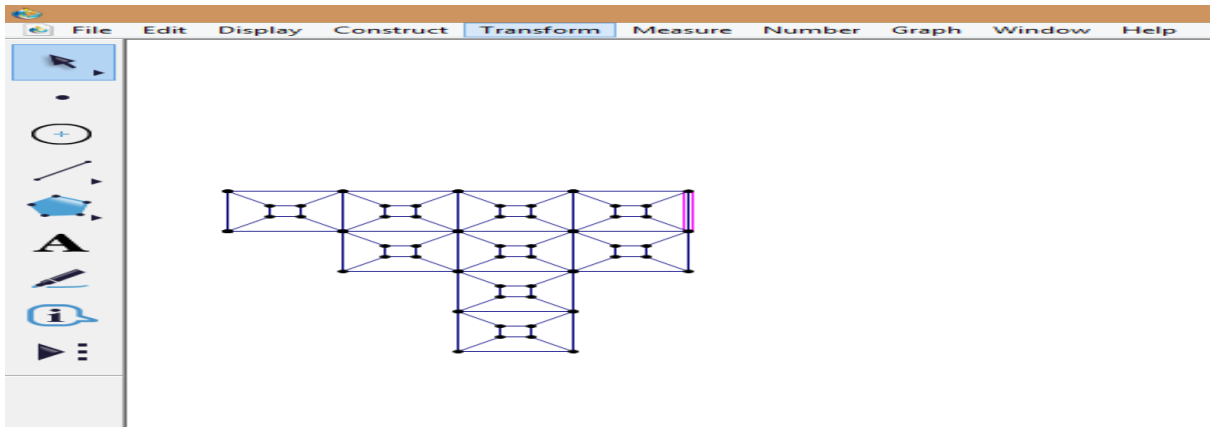 File Edit Display Construct Transform Measure Number Graph Window Help
A
i